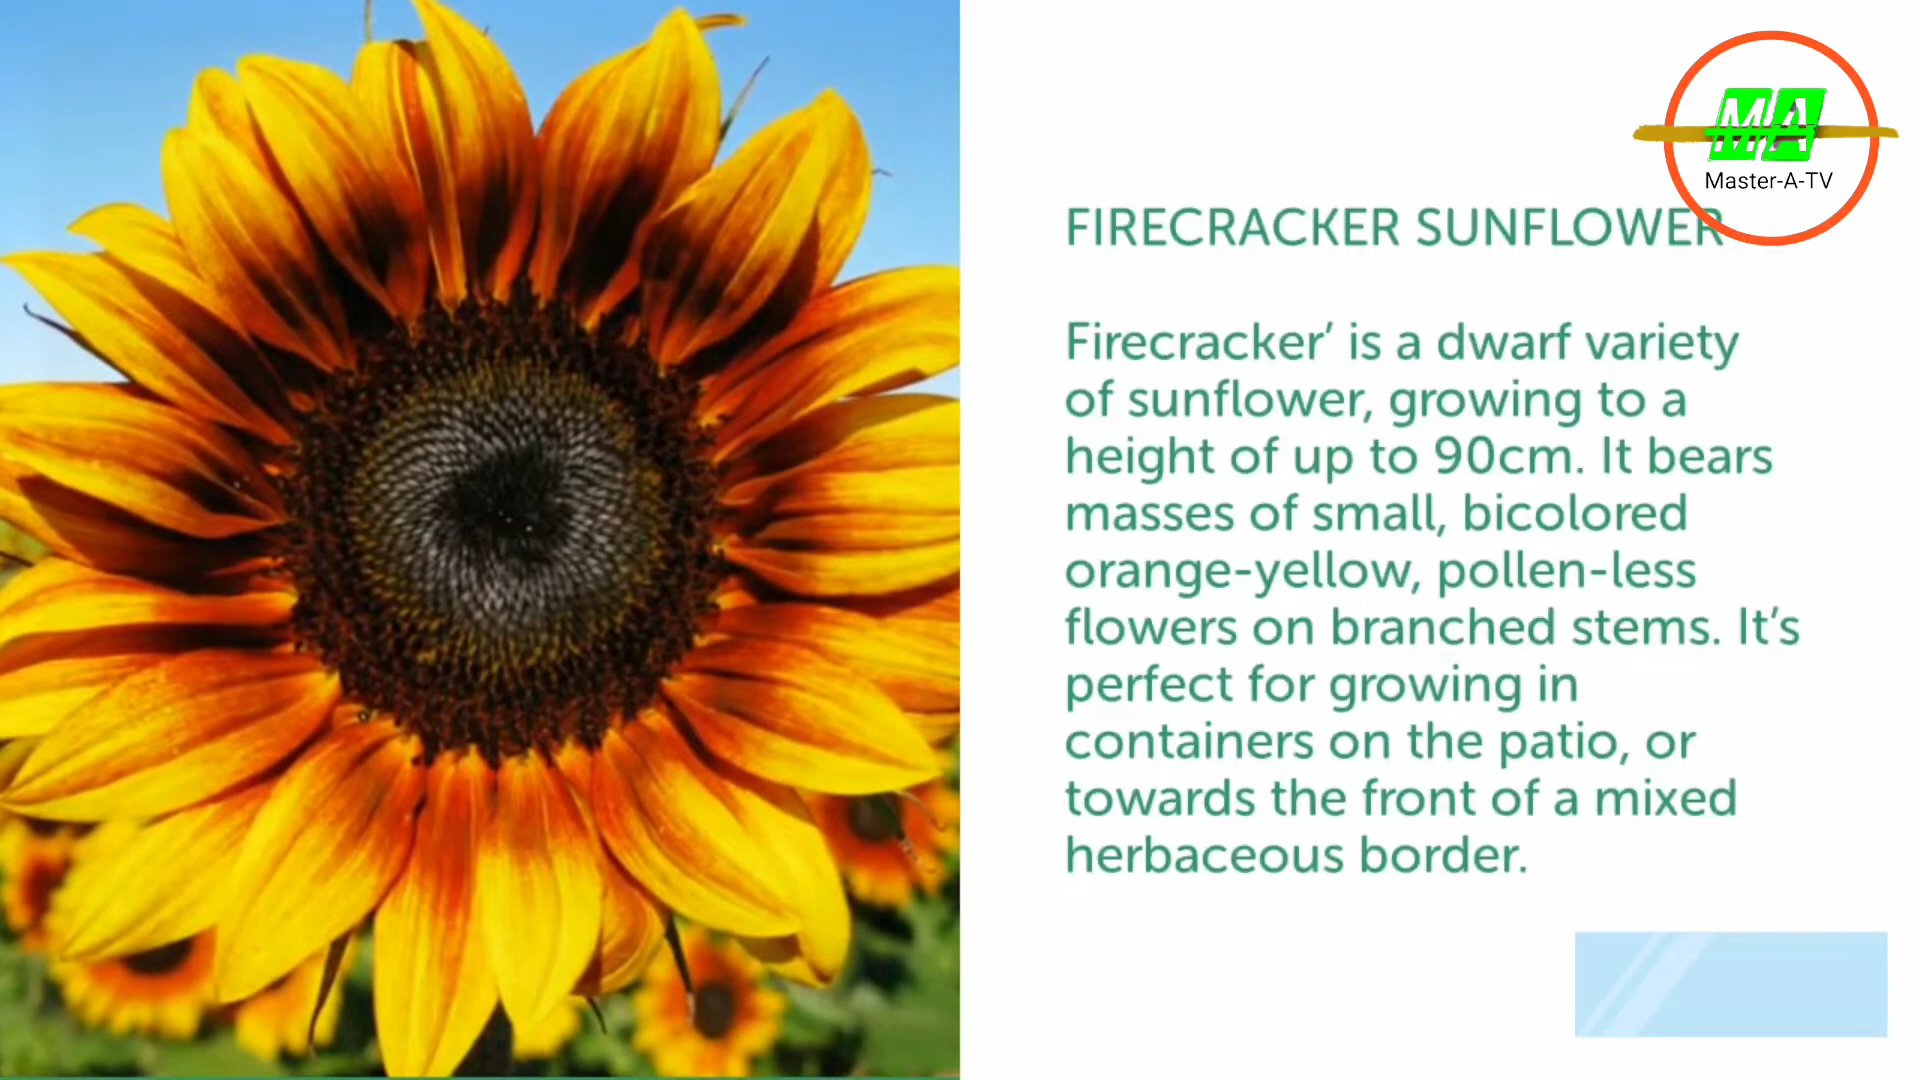 MA
Master-A-TV
FIRECRACKER SUNFLOWER
Firecracker’ is a dwarf variety
of sunflower, growing to a
height of up to 90cm. It bears
masses of small, bicolored
orange-yellow, pollen-less
flowers on branched stems. It’s
perfect for growing in
containers on the patio, or
towards the front of a mixed
herbaceous border.